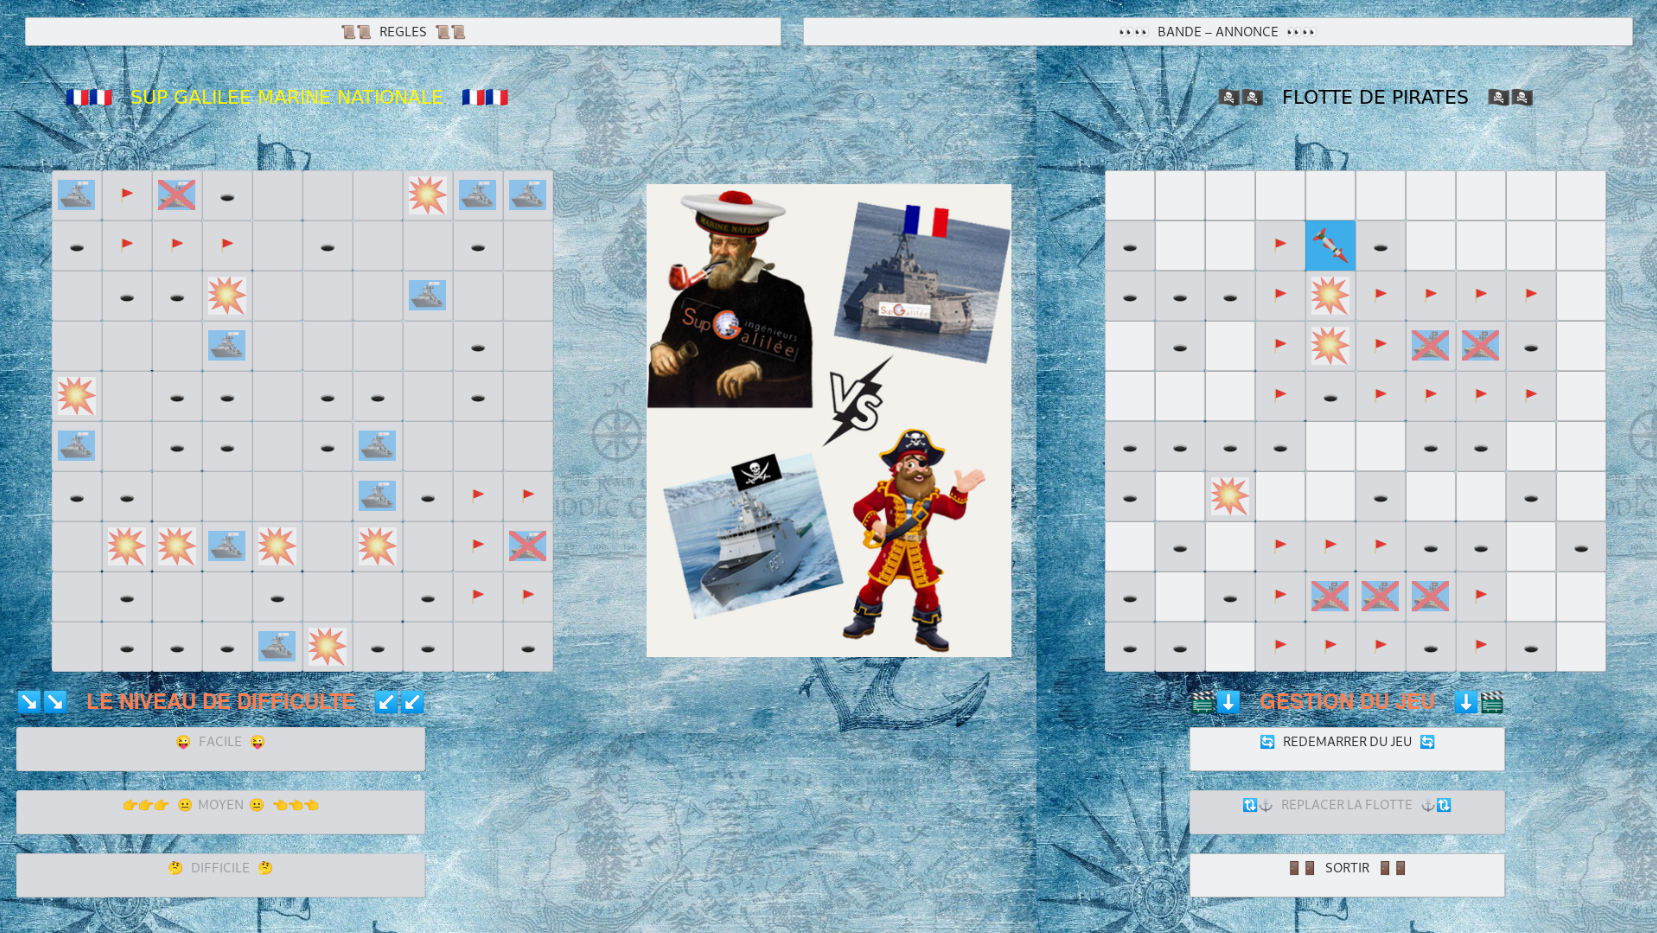 REGLES
BANDE – ANNONCE
SUP GALILEE MARINE NATIONALE
FLOTTE DE PIRATES
MARINE NATIONALE
Sup Galilée
ingénieurs
VS
LE NIVEAU DE DIFFICULTE
GESTION DU JEU
FACILE
REDEMARRER DU JEU
MOYEN
REPLACER LA FLOTTE
DIFFICILE
SORTIR